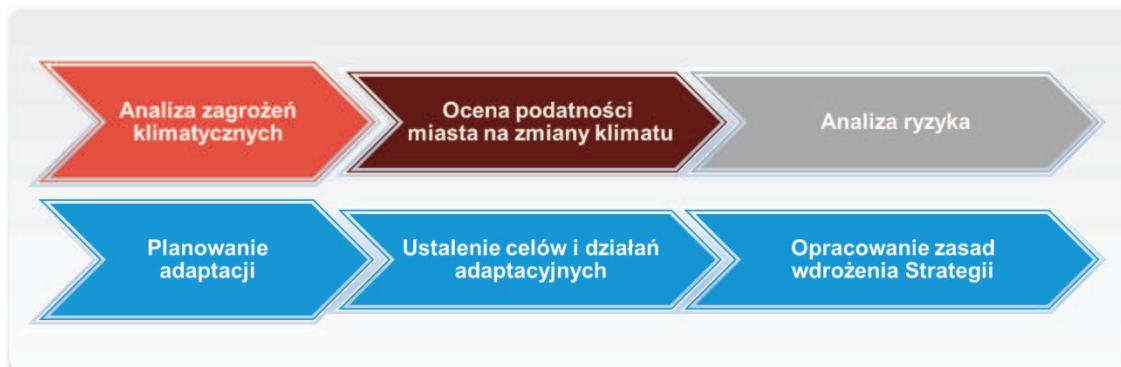 Analiza zagrożeń
klimatycznych
Ocena podatności
miasta na zmiany klimatu
Analiza ryzyka
Planowanie
adaptacji
Ustalenie celów i działań
adaptacyjnych
Opracowanie zasad
wdrożenia Strategii